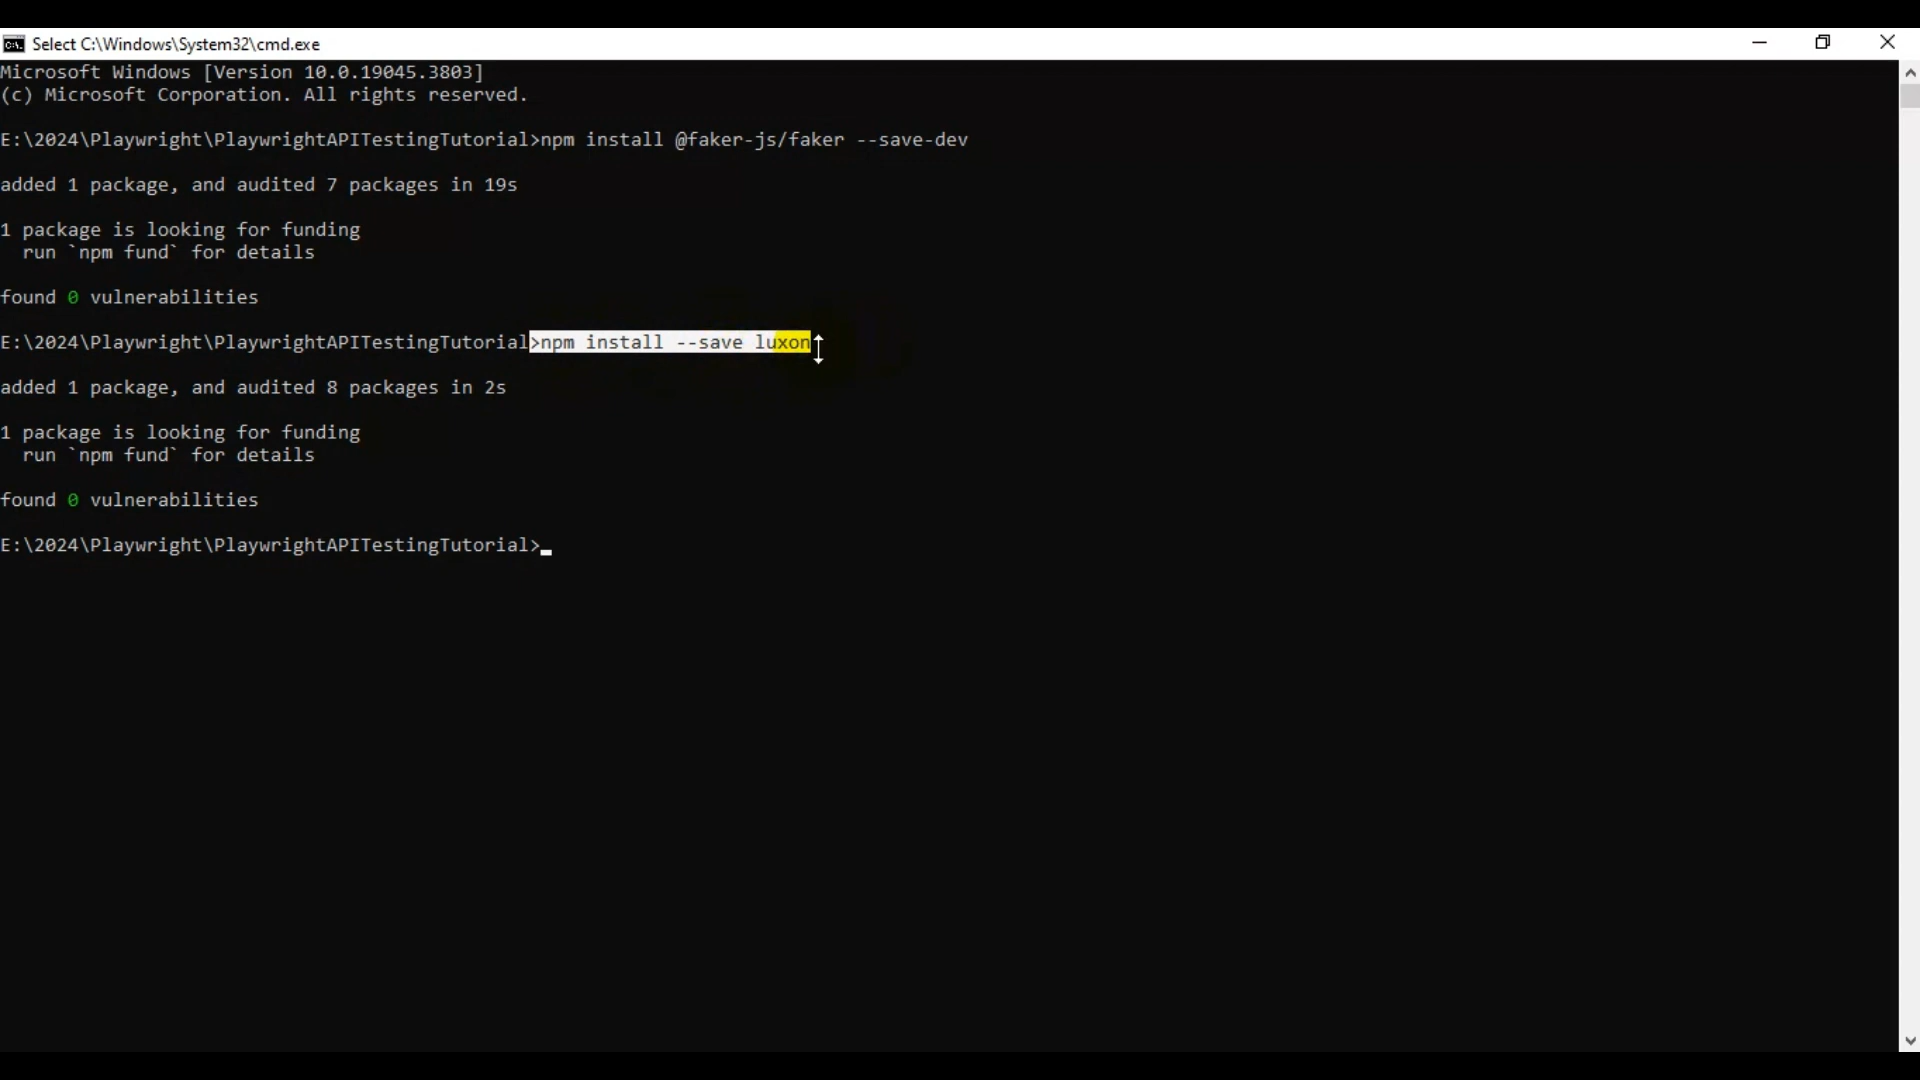 Select C:\Windows\System32\cmd.exe
Microsoft Windows [Version 10.0.19045.3803]
(c) Microsoft Corporation. All rights reserved.
E:\2024\Playwright\PlaywrightAPITestingTutorial>npm install @faker-js/faker --save-dev
added 1 package, and audited 7 packages in 19s
1 package is looking for funding
  run `npm fund` for details
found 0 vulnerabilities
E:\2024\Playwright\PlaywrightAPITestingTutorial>npm install --save luxon
added 1 package, and audited 8 packages in 2s
1 package is looking for funding
  run `npm fund` for details
found 0 vulnerabilities
E:\2024\Playwright\PlaywrightAPITestingTutorial>